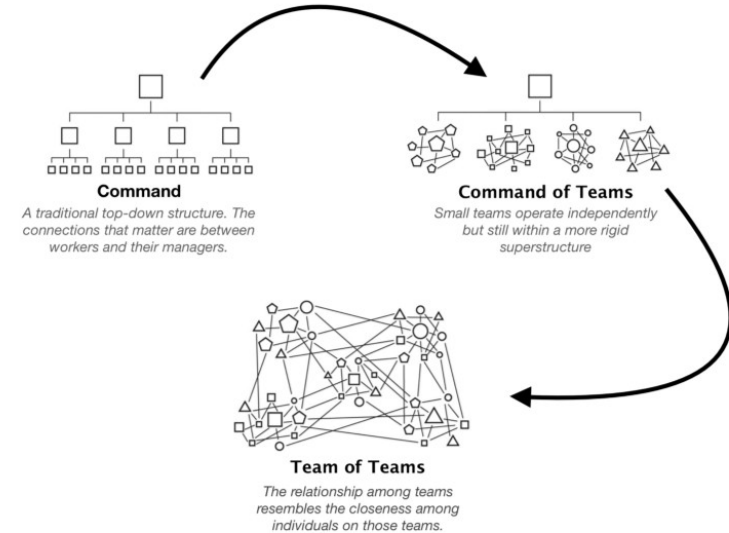 Command
A traditional top-down structure. The
connections that matter are between
workers and their managers.
Command of Teams
Small teams operate independently
but still within a more rigid
superstructure
Team of Teams
The relationship among teams
resembles the closeness among
individuals on those teams.